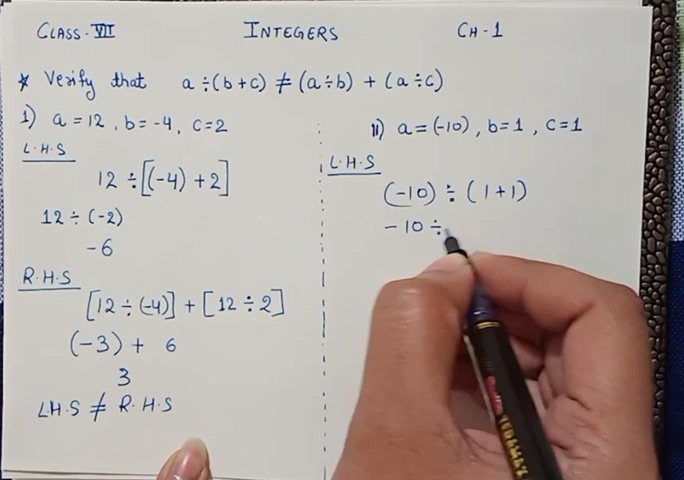 CLASS-VII INTEGERS CH-1
* Verify that a ÷ (b + c) ≠ (a ÷ b) + (a ÷ c)
I) a = 12 , b = -4 , c = 2
L·H·S
12 ÷ [(-4) + 2]
12 ÷ (-2)
-6
R·H·S
[12 ÷ (-4)] + [12 ÷ 2]
(-3) + 6
3
L·H·S ≠ R·H·S
II) a = (-10) , b = 1 , c = 1
L·H·S
(-10) ÷ (1 + 1)
-10 ÷